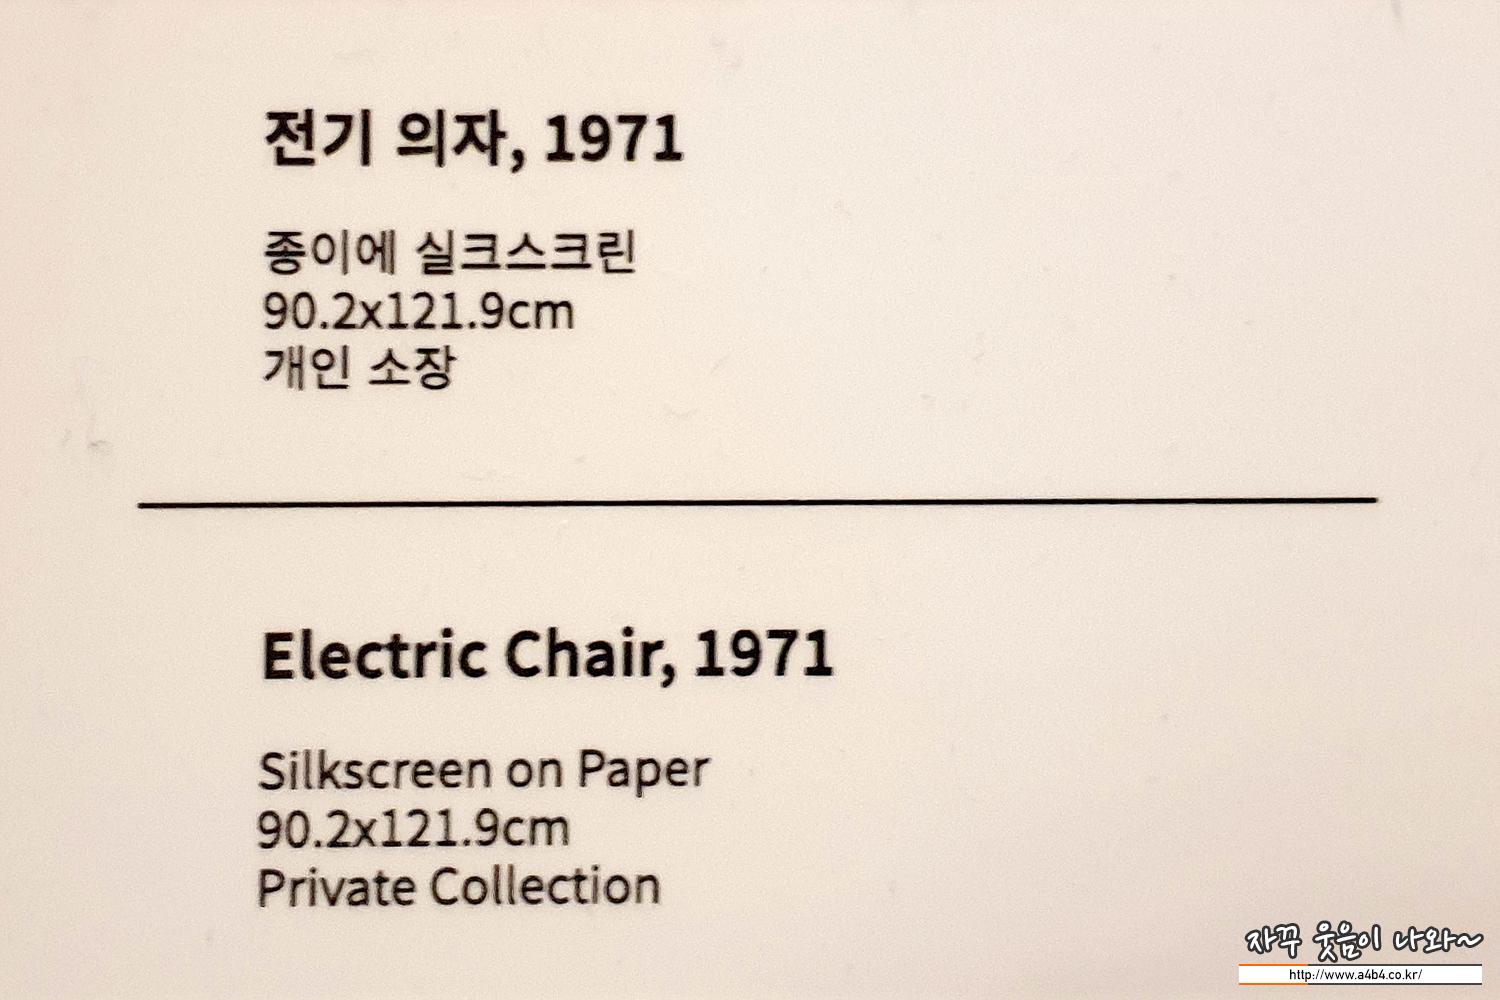 전기 의자, 1971
종이에 실크스크린
90.2x121.9cm
개인 소장
Electric Chair, 1971
Silkscreen on Paper
90.2x121.9cm
Private Collection
자꾸 웃음이 나와~
http://www.a4b4.co.kr/